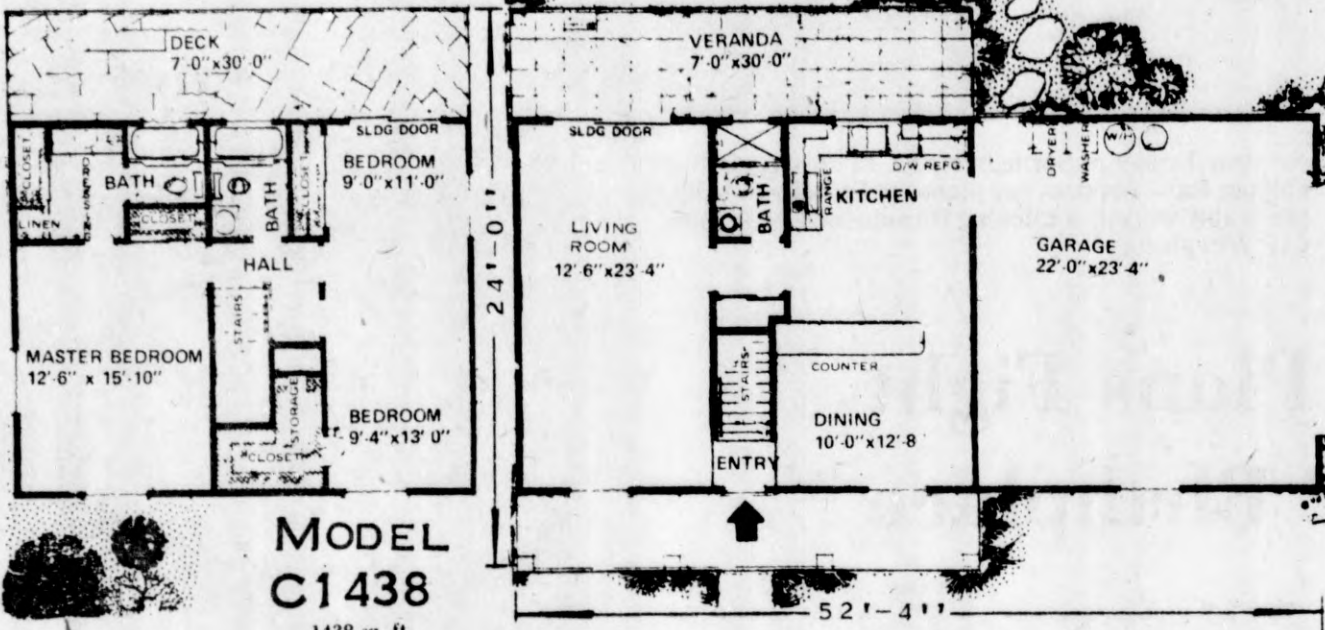 DECK
7'-0"x30'-0"
CLOSET
LINEN
BATH
CLOSET
BATH
CLOSET
SLDG DOOR
BEDROOM
9'-0"x11'-0"
HALL
STAIRS
MASTER BEDROOM
12'-6" x 15'-10"
STORAGE
CLOSET
BEDROOM
9'-4"x13'0"
MODEL
C1438
1438 sq. ft.
24'-0"
VERANDA
7'-0"x30'-0"
SLDG DOOR
LIVING
ROOM
12'-6"x23'-4"
BATH
RANGE
D/W REFG.
KITCHEN
STAIRS
COUNTER
DINING
10'-0"x12'-8
ENTRY
DRYER
WASHER
W/H
GARAGE
22'-0"x23'-4"
52'-4"